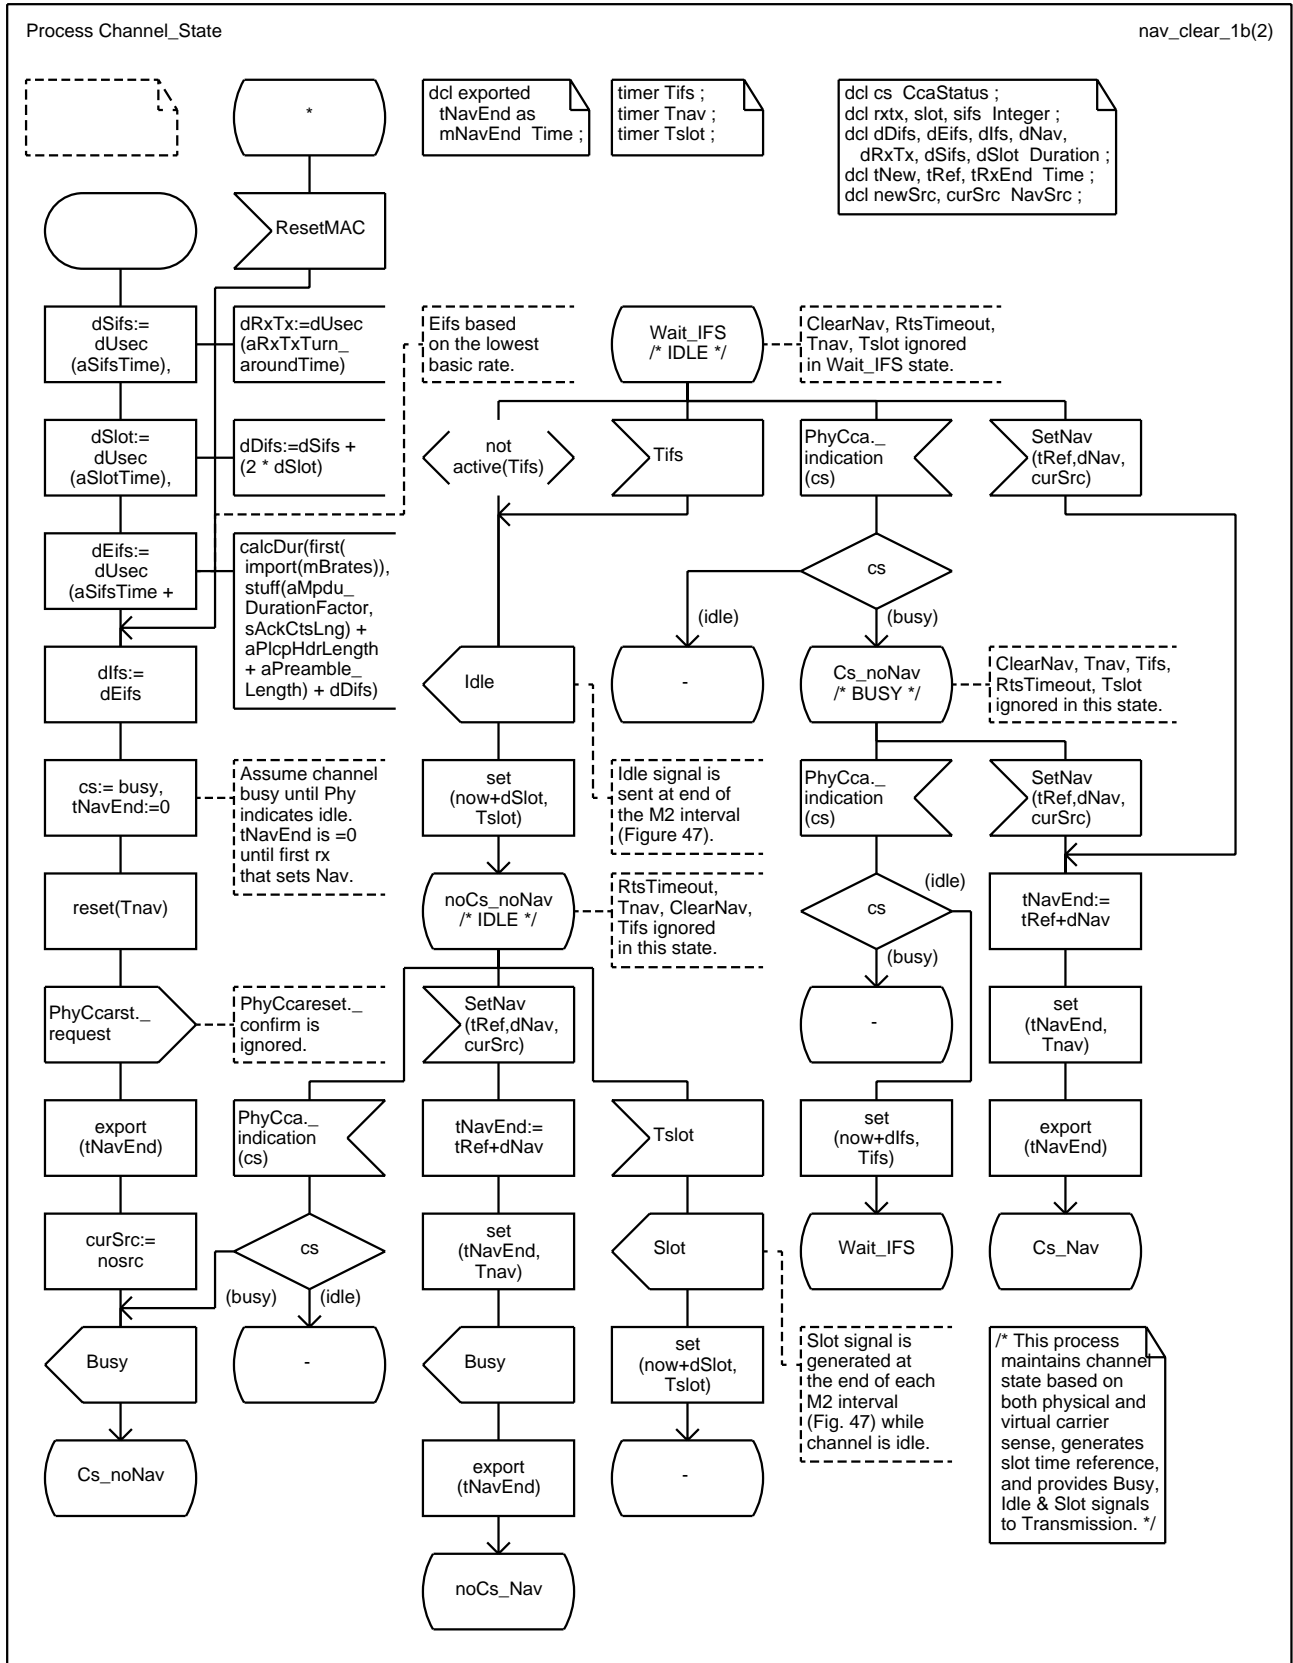 Process Channel_State
nav_clear_1b(2)
*
dcl exported
tNavEnd as
mNavEnd Time ;
timer Tifs ;
timer Tnav ;
timer Tslot ;
dcl cs CcaStatus ;
dcl rxtx, slot, sifs Integer ;
dcl dDifs, dEifs, dIfs, dNav,
dRxTx, dSifs, dSlot Duration ;
dcl tNew, tRef, tRxEnd Time ;
dcl newSrc, curSrc NavSrc ;
ResetMAC
dSifs:=
dUsec
(aSifsTime),
dRxTx:=dUsec
(aRxTxTurn_
aroundTime)
Eifs based
on the lowest
basic rate.
Wait_IFS
/* IDLE */
ClearNav, RtsTimeout,
Tnav, Tslot ignored
in Wait_IFS state.
dSlot:=
dUsec
(aSlotTime),
dDifs:=dSifs +
(2 * dSlot)
not
active(Tifs)
Tifs
PhyCca._
indication
(cs)
SetNav
(tRef,dNav,
curSrc)
dEifs:=
dUsec
(aSifsTime +
calcDur(first(
import(mBrates)),
stuff(aMpdu_
DurationFactor,
sAckCtsLng) +
aPlcpHdrLength
+ aPreamble_
Length) + dDifs)
cs
(idle)
(busy)
dIfs:=
dEifs
Idle
-
Cs_noNav
/* BUSY */
ClearNav, Tnav, Tifs,
RtsTimeout, Tslot
ignored in this state.
cs:= busy,
tNavEnd:=0
Assume channel
busy until Phy
indicates idle.
tNavEnd is =0
until first rx
that sets Nav.
set
(now+dSlot,
Tslot)
Idle signal is
sent at end of
the M2 interval
(Figure 47).
PhyCca._
indication
(cs)
SetNav
(tRef,dNav,
curSrc)
reset(Tnav)
noCs_noNav
/* IDLE */
RtsTimeout,
Tnav, ClearNav,
Tifs ignored
in this state.
cs
(idle)
(busy)
tNavEnd:=
tRef+dNav
PhyCcarst._
request
PhyCcareset._
confirm is
ignored.
SetNav
(tRef,dNav,
curSrc)
-
set
(tNavEnd,
Tnav)
export
(tNavEnd)
PhyCca._
indication
(cs)
tNavEnd:=
tRef+dNav
Tslot
set
(now+dIfs,
Tifs)
export
(tNavEnd)
curSrc:=
nosrc
cs
(busy)
(idle)
set
(tNavEnd,
Tnav)
Slot
Wait_IFS
Cs_Nav
Busy
-
Busy
set
(now+dSlot,
Tslot)
Slot signal is
generated at
the end of each
M2 interval
(Fig. 47) while
channel is idle.
/* This process
maintains channel
state based on
both physical and
virtual carrier
sense, generates
slot time reference,
and provides Busy,
Idle & Slot signals
to Transmission. */
Cs_noNav
export
(tNavEnd)
-
noCs_Nav